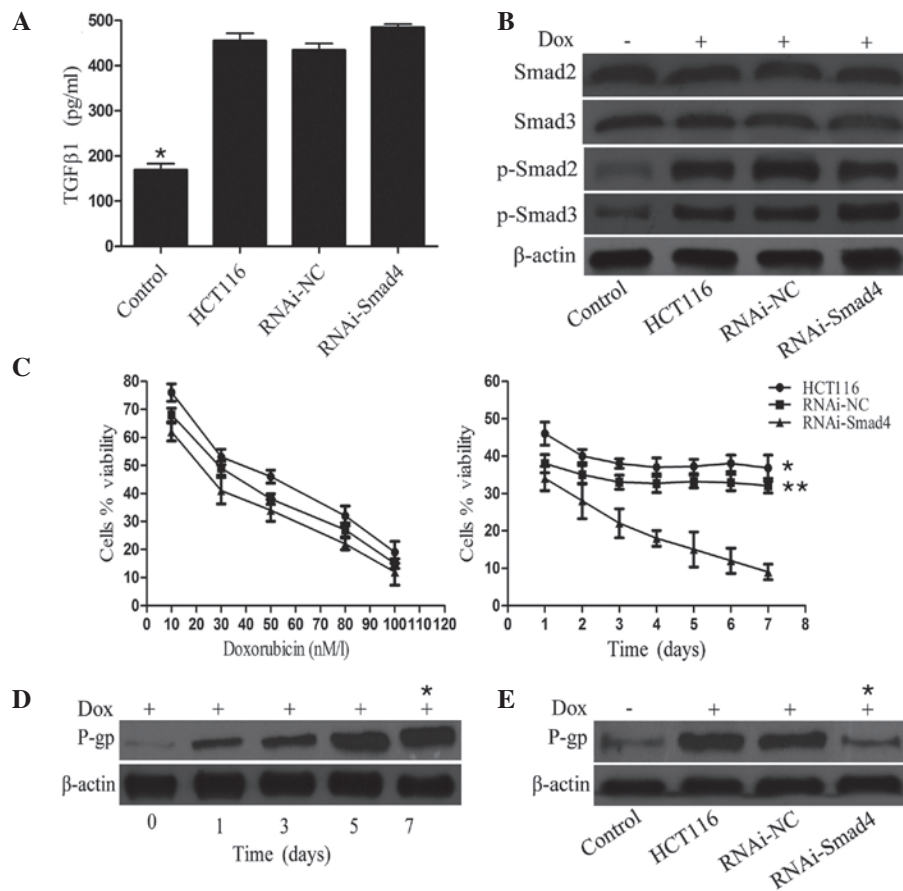 A
TGFβ1 (pg/ml)
500
400
300
200
100
0
*
Control
HCT116
RNAi-NC
RNAi-Smad4
B
Dox - + + +
Smad2
Smad3
p-Smad2
p-Smad3
β-actin
Control
HCT116
RNAi-NC
RNAi-Smad4
C
Cells % viability
80
70
60
50
40
30
20
10
0
0 10 20 30 40 50 60 70 80 90 100 110 120
Doxorubicin (nM/l)
Cells % viability
60
50
40
30
20
10
0
HCT116
RNAi-NC
RNAi-Smad4
*
**
0 1 2 3 4 5 6 7 8
Time (days)
D
*
Dox + + + + +
P-gp
β-actin
0 1 3 5 7
Time (days)
E
*
Dox - + + +
P-gp
β-actin
Control
HCT116
RNAi-NC
RNAi-Smad4